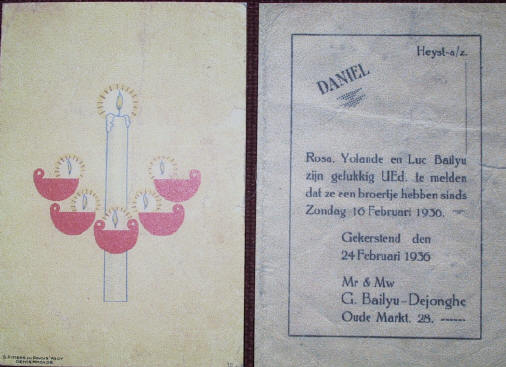 Heyst-a/z.
DANIEL
Rosa, Yolande en Luc Bailyu
zijn gelukkig UEd. te melden
dat ze een broertje hebben sinds
Zondag 16 Februari 1936.
Gekerstend den
24 Februari 1936
Mr & Mw
G. Bailyu-Dejonghe
Oude Markt. 28.